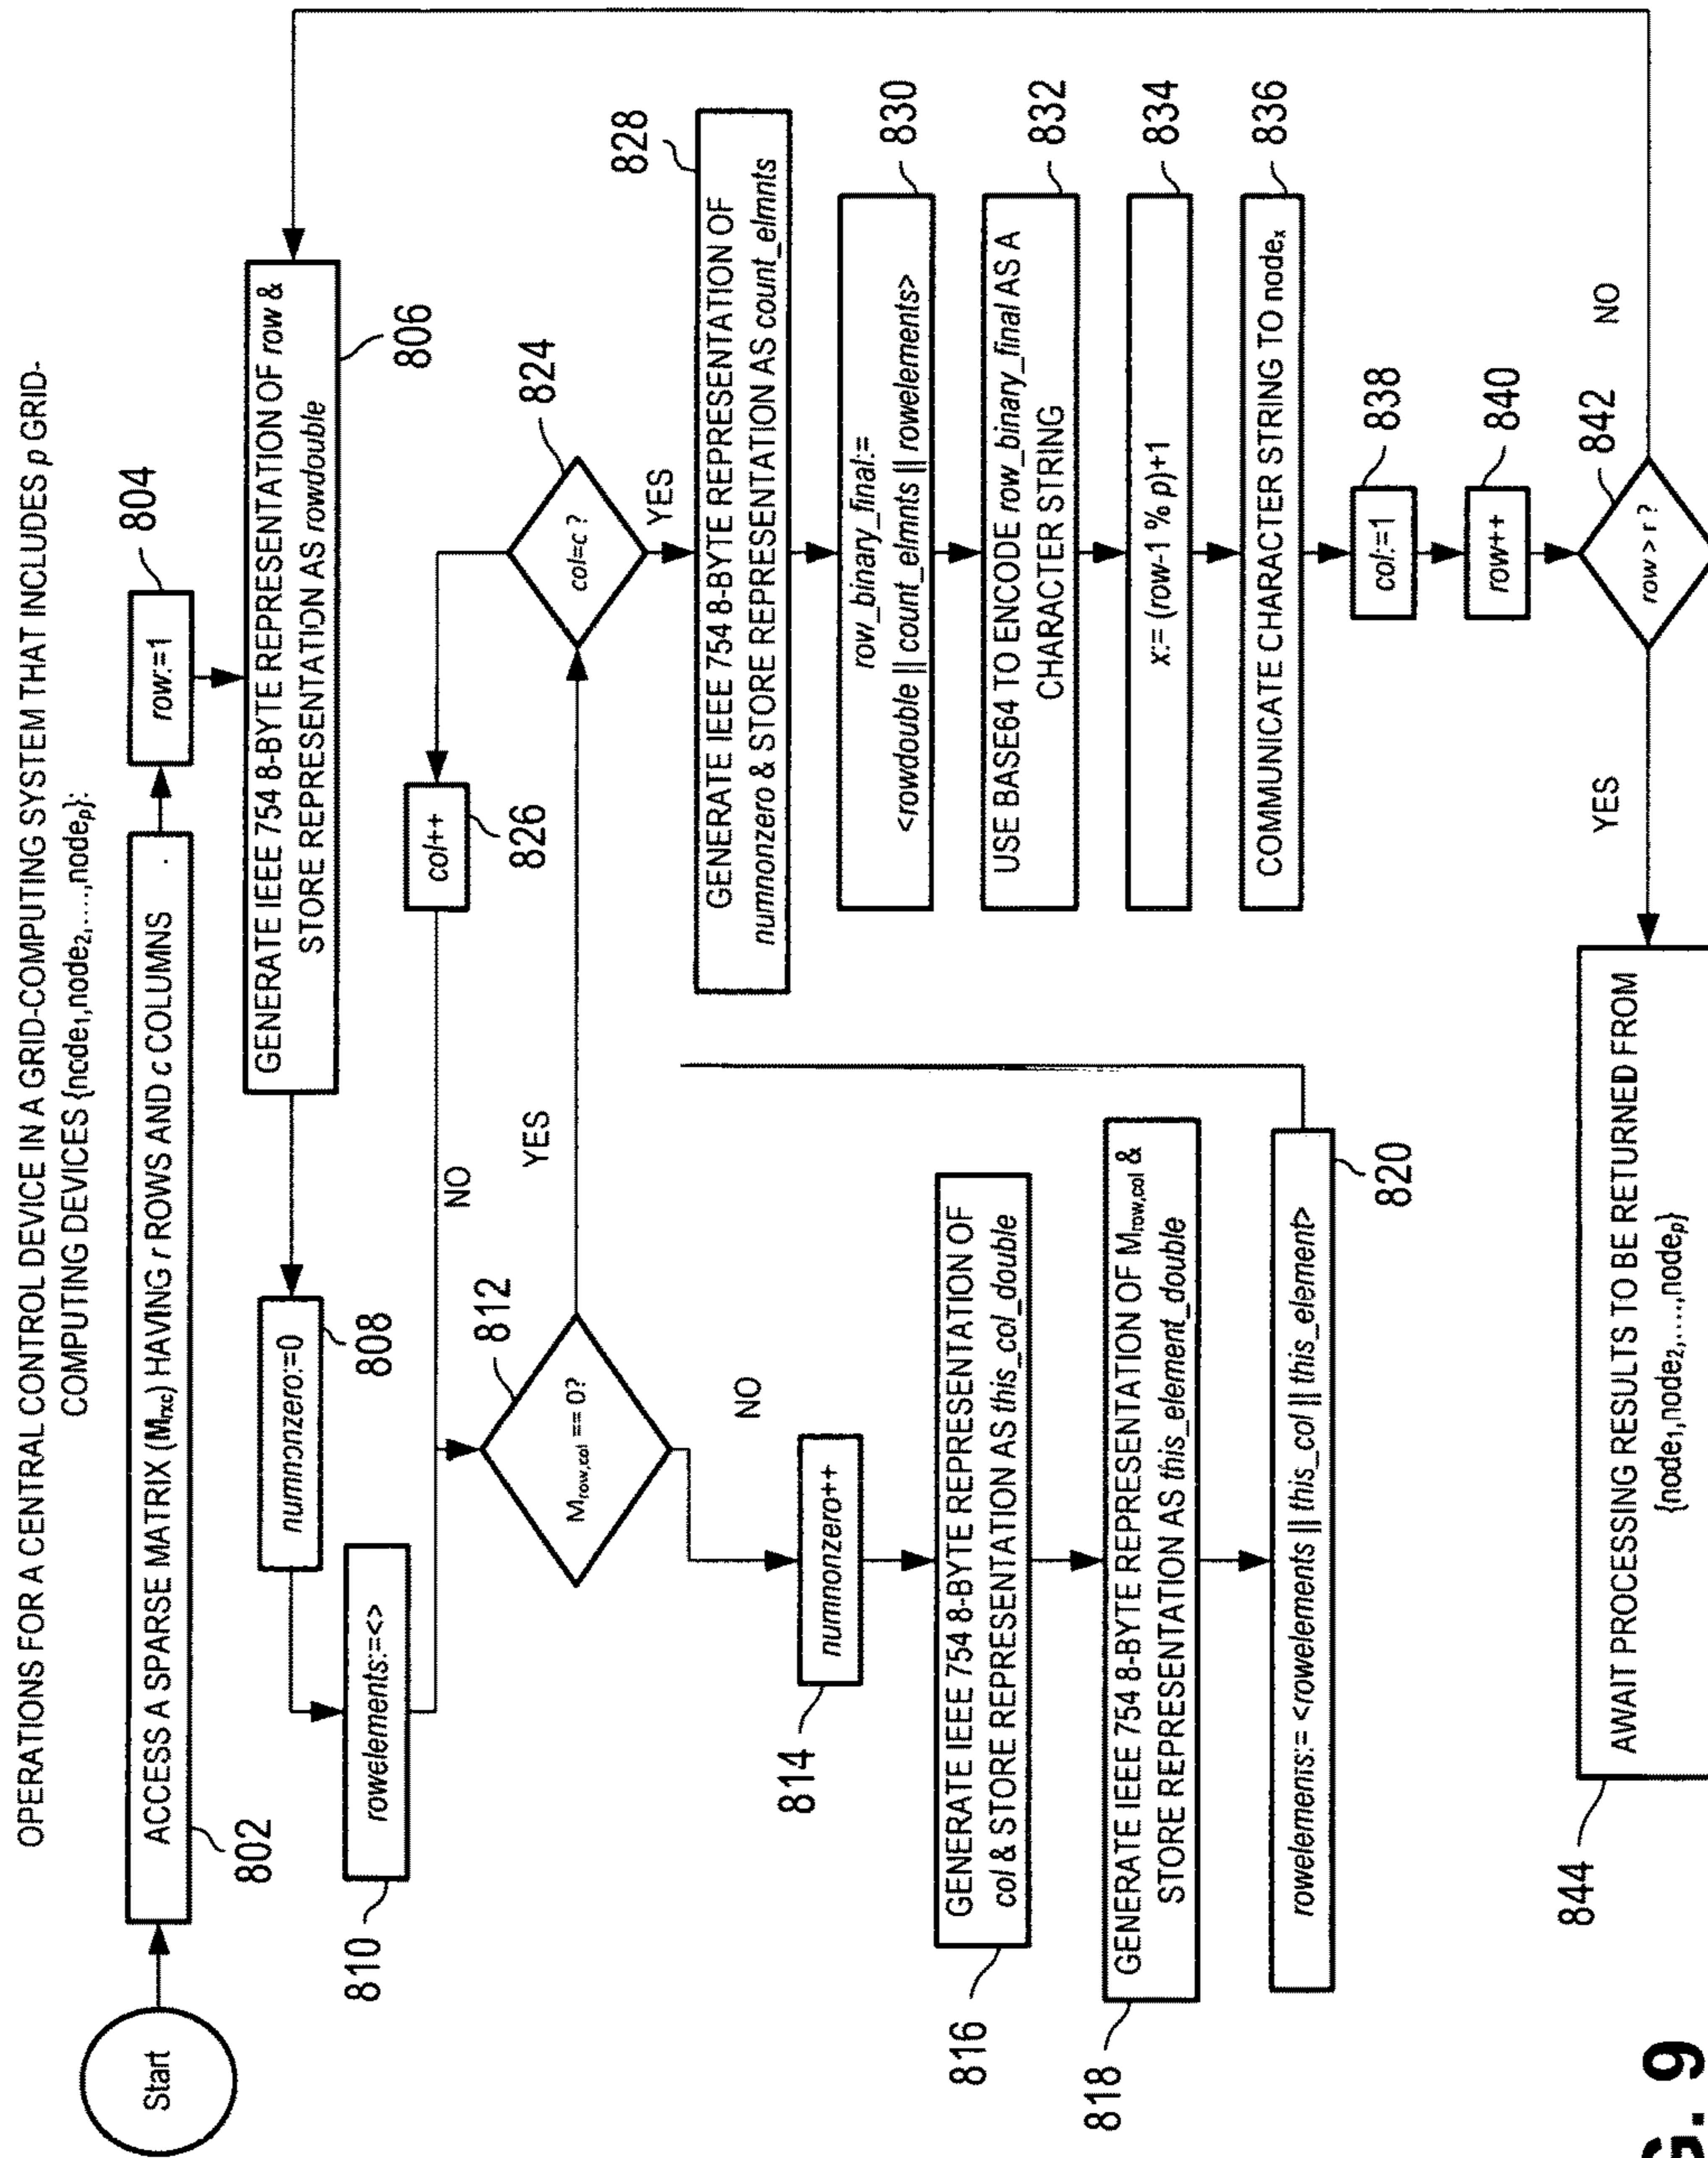 OPERATIONS FOR A CENTRAL CONTROL DEVICE IN A GRID-COMPUTING SYSTEM THAT INCLUDES p GRID-
COMPUTING DEVICES {node1,node2,....,nodep}:
Start
ACCESS A SPARSE MATRIX (Mrxc) HAVING r ROWS AND c COLUMNS
802
row:=1
804
GENERATE IEEE 754 8-BYTE REPRESENTATION OF row &
STORE REPRESENTATION AS rowdouble
806
numnonzero:=0
808
rowelements:=<>
810
NO
Mrow,col == 0?
812
YES
col++
826
col=c ?
824
YES
NO
numnonzero++
814
GENERATE IEEE 754 8-BYTE REPRESENTATION OF
col & STORE REPRESENTATION AS this_col_double
816
GENERATE IEEE 754 8-BYTE REPRESENTATION OF Mrow,col &
STORE REPRESENTATION AS this_element_double
818
rowelements:= <rowelements || this_col || this_element>
820
GENERATE IEEE 754 8-BYTE REPRESENTATION OF
numnonzero & STORE REPRESENTATION AS count_elmnts
828
row_binary_final:=
<rowdouble || count_elmnts || rowelements>
830
USE BASE64 TO ENCODE row_binary_final AS A
CHARACTER STRING
832
x:= (row-1 % p)+1
834
COMMUNICATE CHARACTER STRING TO nodex
836
col:=1
838
row++
840
row > r ?
842
NO
YES
AWAIT PROCESSING RESULTS TO BE RETURNED FROM
{node1,node2,....,nodep}
844
G. 9